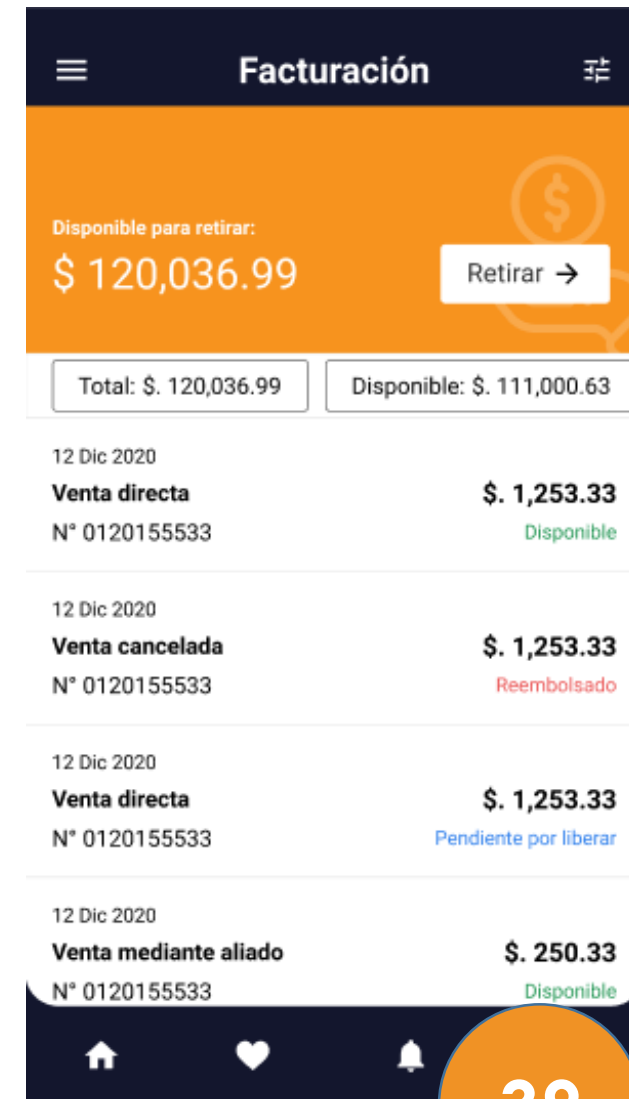 Facturación
Disponible para retirar:
$ 120,036.99
Retirar →
Total: $. 120,036.99
Disponible: $. 111,000.63
12 Dic 2020
Venta directa
$. 1,253.33
N° 0120155533
Disponible
12 Dic 2020
Venta cancelada
$. 1,253.33
N° 0120155533
Reembolsado
12 Dic 2020
Venta directa
$. 1,253.33
N° 0120155533
Pendiente por liberar
12 Dic 2020
Venta mediante aliado
$. 250.33
N° 0120155533
Disponible